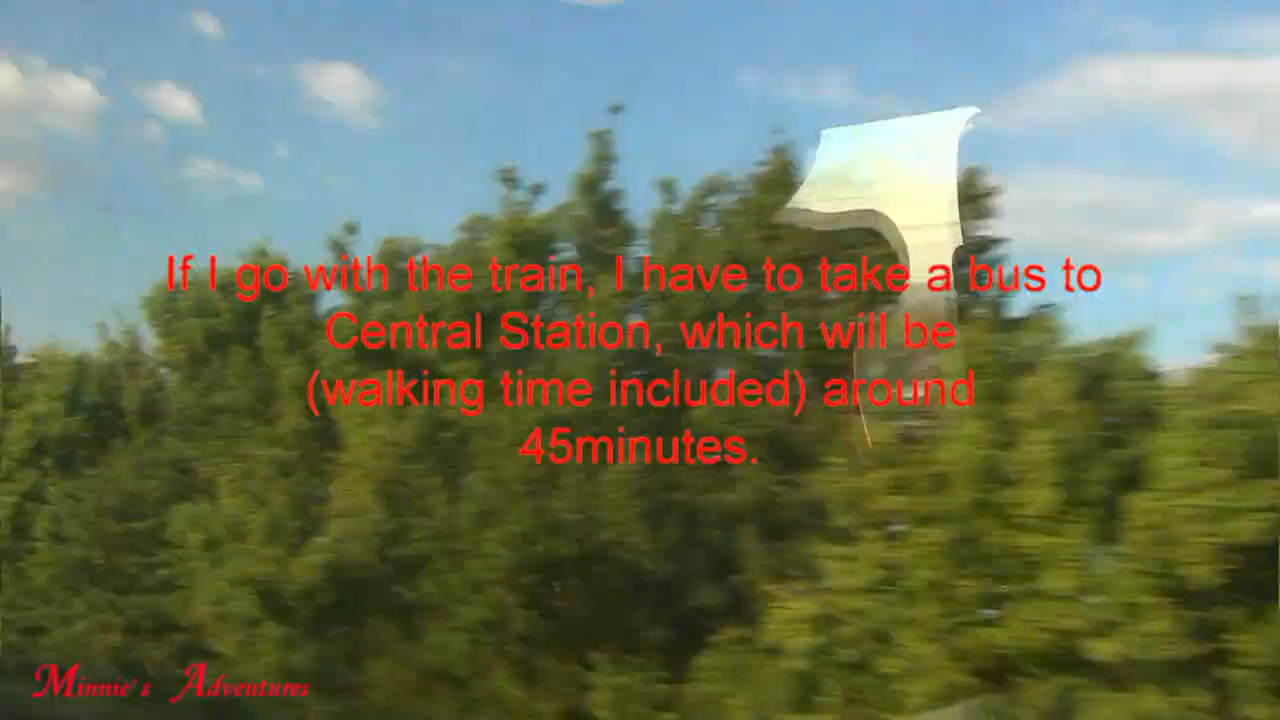 If I go with the train, I have to take a bus to
Central Station, which will be
(walking time included) around
45minutes.
Minnie's Adventures